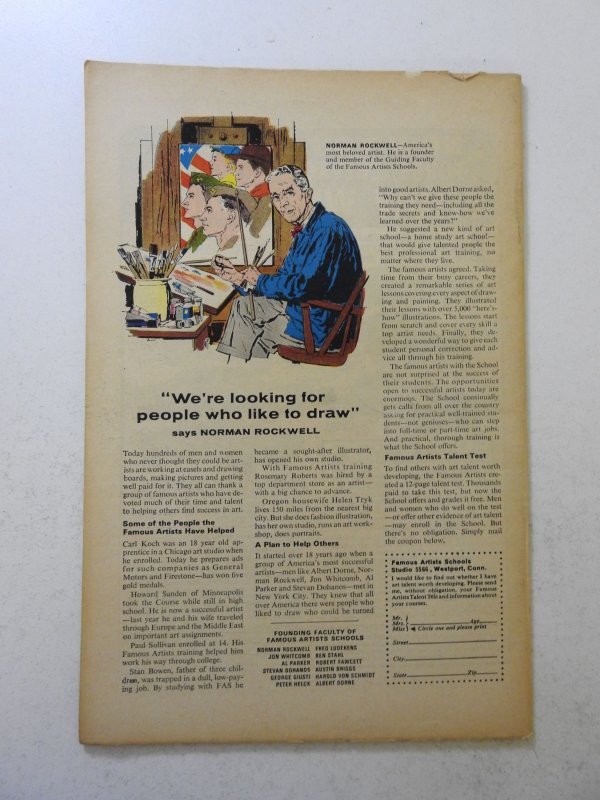 NORMAN ROCKWELL—America's
most beloved artist. He is a founder
and member of the Guiding Faculty
of the Famous Artists Schools.
"We're looking for
people who like to draw"
says NORMAN ROCKWELL
Today hundreds of men and women
who never thought they could be art-
ists are working at easels and drawing
boards, making pictures and getting
well paid for it. They all can thank a
group of famous artists who have de-
voted much of their time and talent
to helping others find success in art.
Some of the People the
Famous Artists Have Helped
Carl Koch was an 18 year old ap-
prentice in a Chicago art studio when
he enrolled. Today he prepares ads
for such companies as General
Motors and Firestone—has won five
gold medals.
Howard Sanden of Minneapolis
took the Course while still in high
school. He is now a successful artist
—last year he and his wife traveled
through Europe and the Middle East
on important art assignments.
Paul Sullivan enrolled at 14. His
Famous Artists training helped him
work his way through college.
Stan Bowen, father of three chil-
dren, was trapped in a dull, low-pay-
ing job. By studying with FAS he
became a sought-after illustrator,
has opened his own studio.
With Famous Artists training
Rosemary Roberts was hired by a
top department store as an artist—
with a big chance to advance.
Oregon housewife Helen Tryk
lives 150 miles from the nearest big
city. But she does fashion illustration,
has her own studio, runs an art work-
shop, does portraits.
A Plan to Help Others
It started over 18 years ago when a
group of America's most successful
artists—men like Albert Dorne, Nor-
man Rockwell, Jon Whitcomb, Al
Parker and Stevan Dohanos—met in
New York City. They knew that all
over America there were people who
liked to draw who could be turned
FOUNDING FACULTY OF
FAMOUS ARTISTS SCHOOLS
NORMAN ROCKWELL FRED LUDEKENS
JON WHITCOMB BEN STAHL
AL PARKER ROBERT FAWCETT
STEVAN DOHANOS AUSTIN BRIGGS
GEORGE GIUSTI HAROLD VON SCHMIDT
PETER HELCK ALBERT DORNE
into good artists. Albert Dorne asked,
"Why can't we give these people the
training they need—including all the
trade secrets and know-how we've
learned over the years?"
He suggested a new kind of art
school—a home study art school—
that would give talented people the
best professional art training, no
matter where they live.
The famous artists agreed. Taking
time from their busy careers, they
created a remarkable series of art
lessons covering every aspect of draw-
ing and painting. They illustrated
their lessons with over 5,000 "here's-
how" illustrations. The lessons start
from scratch and cover every skill a
top artist needs. Finally, they de-
veloped a wonderful way to give each
student personal correction and ad-
vice all through his training.
The famous artists with the School
are not surprised at the success of
their students. The opportunities
open to successful artists today are
enormous. The School continually
gets calls from all over the country
asking for practical well-trained stu-
dents—not geniuses—who can step
into full-time or part-time art jobs.
And practical, thorough training is
what the School offers.
Famous Artists Talent Test
To find others with art talent worth
developing, the Famous Artists cre-
ated a 12-page talent test. Thousands
paid to take this test, but now the
School offers and grades it free. Men
and women who do well on the test
—or offer other evidence of art talent
—may enroll in the School. But
there's no obligation. Simply mail
the coupon below.
Famous Artists Schools
Studio 5566, Westport, Conn.
I would like to find out whether I have
art talent worth developing. Please send
me, without obligation, your Famous
Artists Talent Test and information about
your courses.
Mr.
Mrs. Age
Miss Circle one and please print
Street
City
State Zip